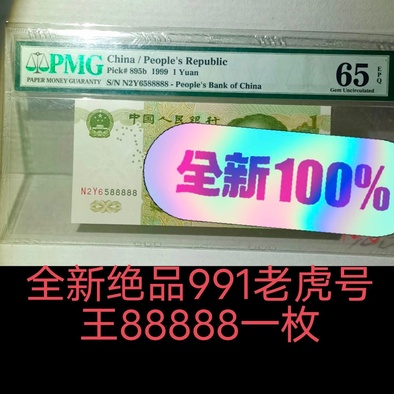 PMG
PAPER MONEY GUARANTY
China / People's Republic
Pick# 895b 1999 1 Yuan
S/N N2Y6588888 - People's Bank of China
65 EPQ
Gem Uncirculated
中国人民银行
1
N2Y6588888
全新100%
全新绝品991老虎号
王88888一枚